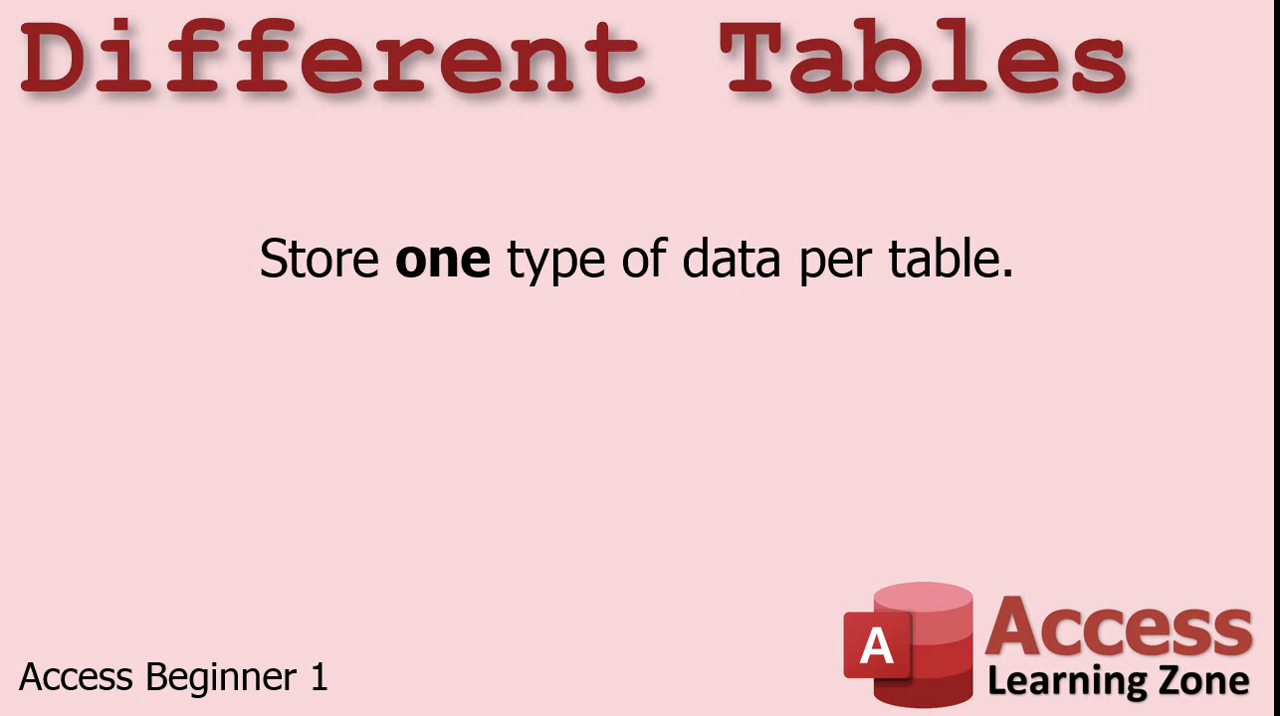 Different Tables
Store one type of data per table.
A
Access
Learning Zone
Access Beginner 1